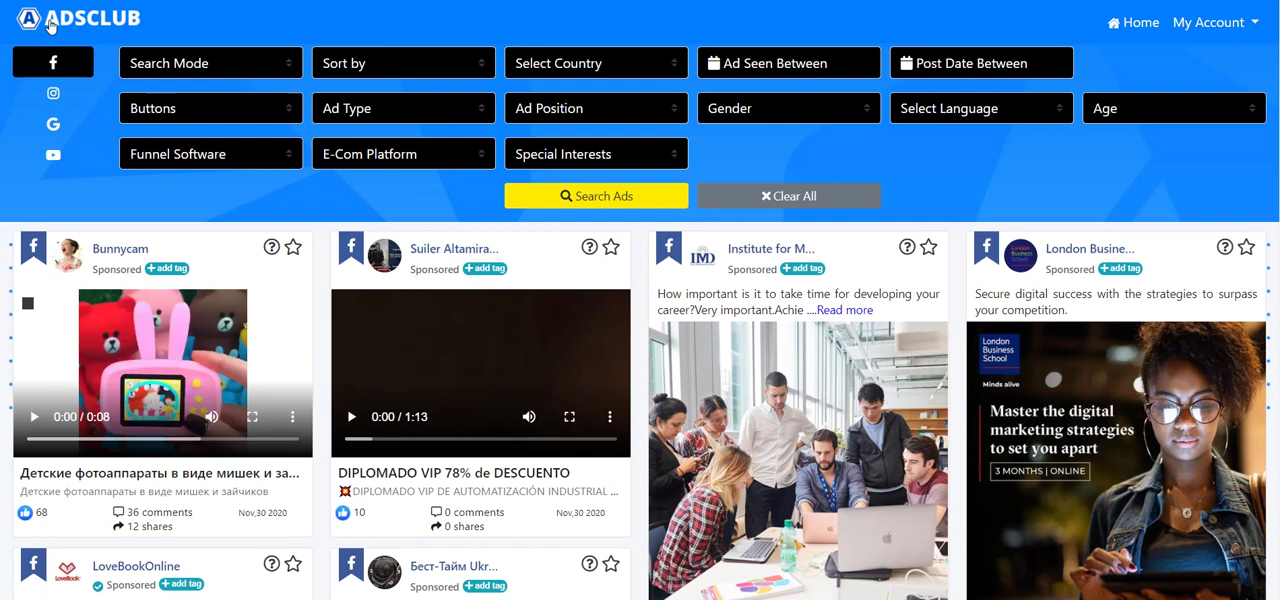 ADSCLUB
Home My Account
Search Mode Sort by Select Country Ad Seen Between Post Date Between
Buttons Ad Type Ad Position Gender Select Language Age
Funnel Software E-Com Platform Special Interests
Search Ads Clear All
Bunnycam
Sponsored + add tag
0:00 / 0:08
Детские фотоаппараты в виде мишек и за...
Детские фотоаппараты в виде мишек и зайчиков
68 36 comments Nov,30 2020
12 shares
Suiler Altamira...
Sponsored + add tag
0:00 / 1:13
DIPLOMADO VIP 78% de DESCUENTO
💥DIPLOMADO VIP DE AUTOMATIZACIÓN INDUSTRIAL ...
10 0 comments Nov,30 2020
0 shares
IMD
Institute for M...
Sponsored + add tag
How important is it to take time for developing your
career?Very important.Achie ....Read more
London Busine...
Sponsored + add tag
Secure digital success with the strategies to surpass
your competition.
London
Business
School
Minds alive
Master the digital
marketing strategies
to set you apart
3 MONTHS | ONLINE
LoveBookOnline
Sponsored + add tag
LoveBook
Бест-Тайм Ukr...
Sponsored + add tag